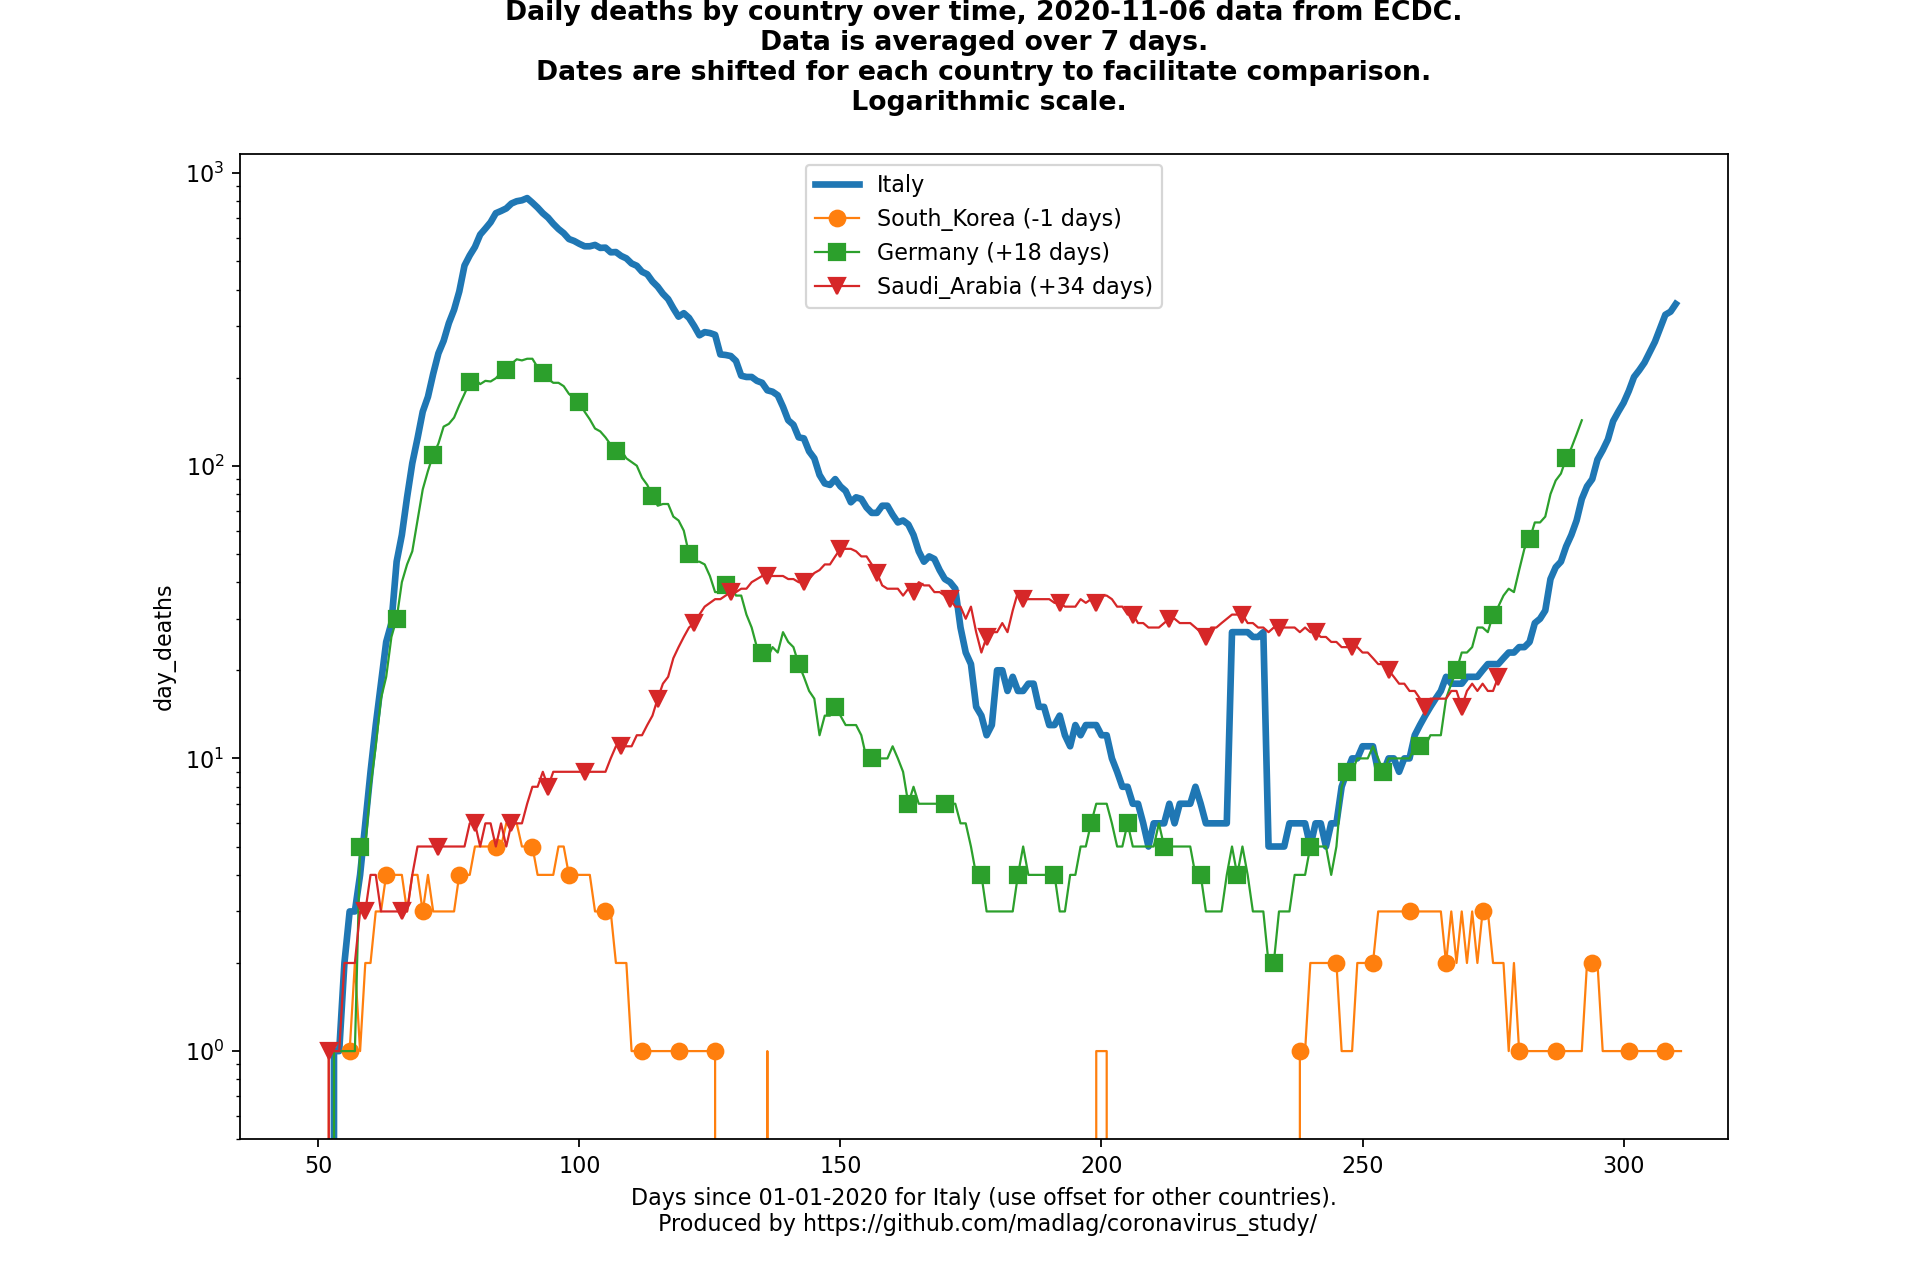 Daily deaths by country over time, 2020-11-06 data from ECDC.
Data is averaged over 7 days.
Dates are shifted for each country to facilitate comparison.
Logarithmic scale.
10³
Italy
South_Korea (-1 days)
Germany (+18 days)
Saudi_Arabia (+34 days)
10²
day_deaths
10¹
10⁰
50 100 150 200 250 300
Days since 01-01-2020 for Italy (use offset for other countries).
Produced by https://github.com/madlag/coronavirus_study/